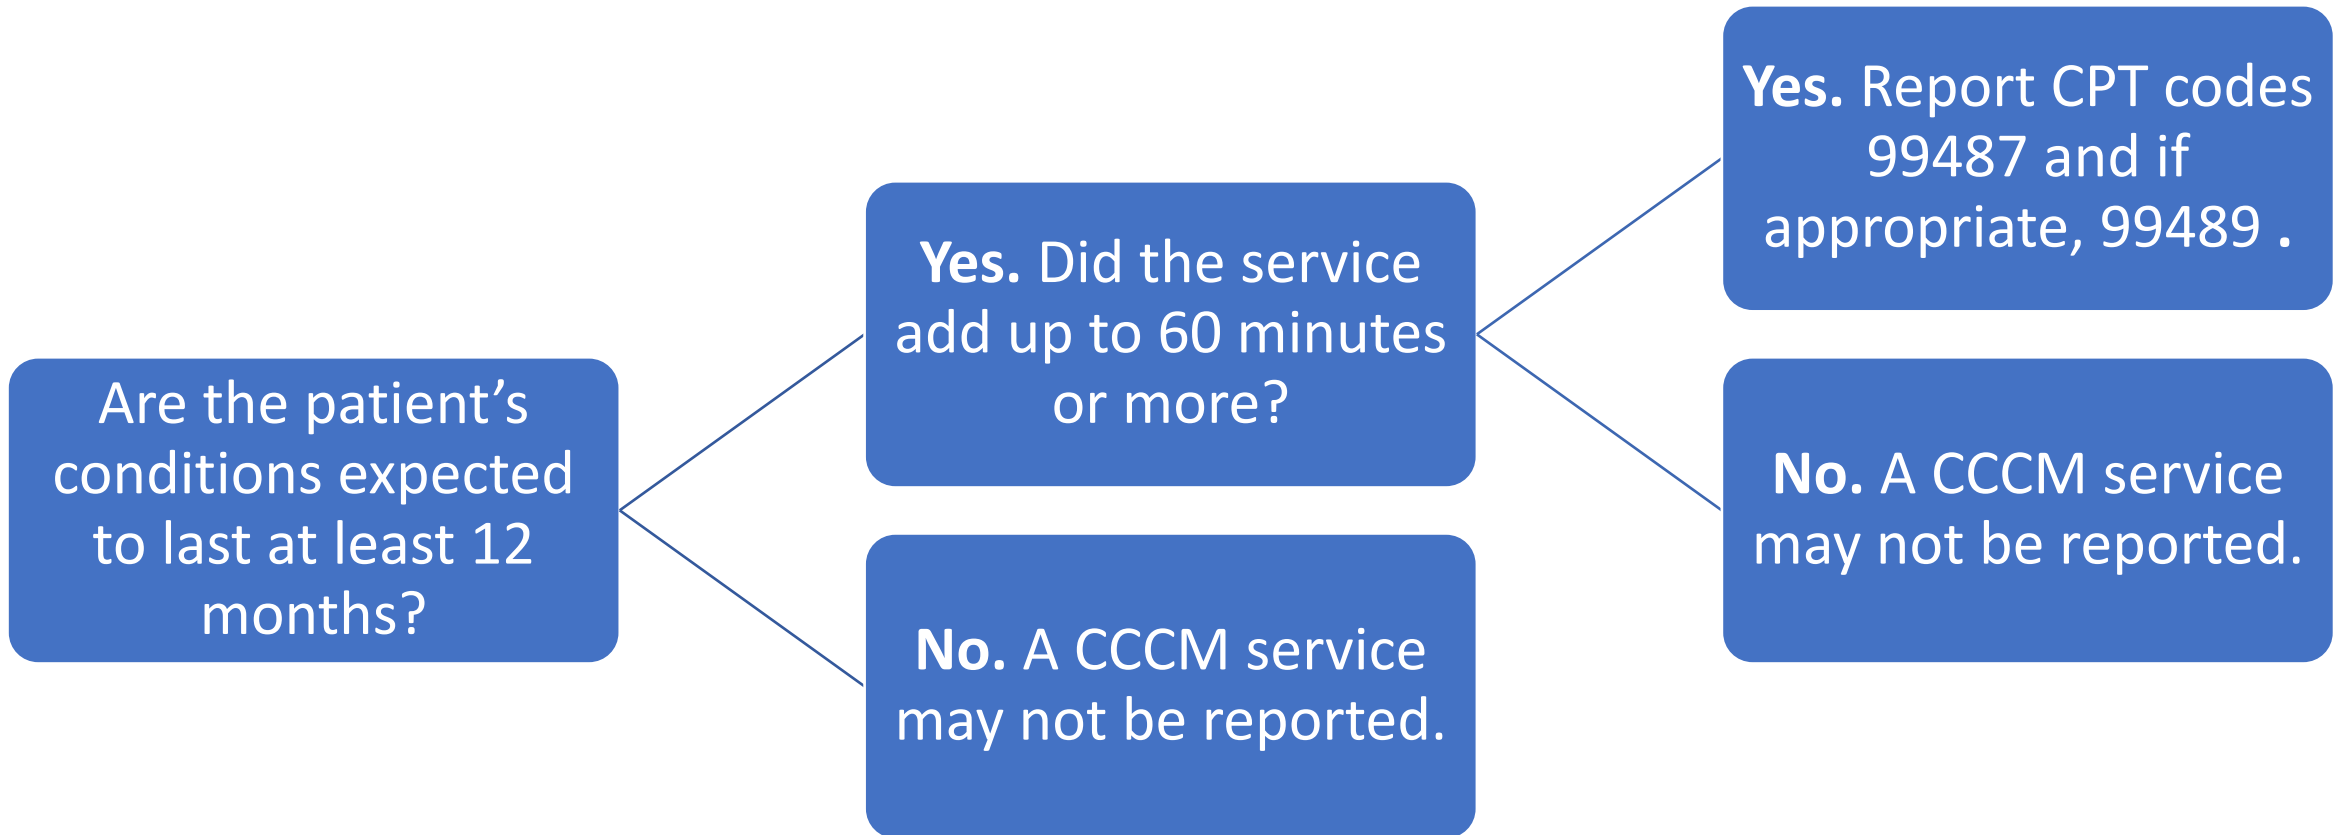 Are the patient’s
conditions expected
to last at least 12
months?
Yes. Did the service
add up to 60 minutes
or more?
No. A CCCM service
may not be reported.
Yes. Report CPT codes
99487 and if
appropriate, 99489 .
No. A CCCM service
may not be reported.